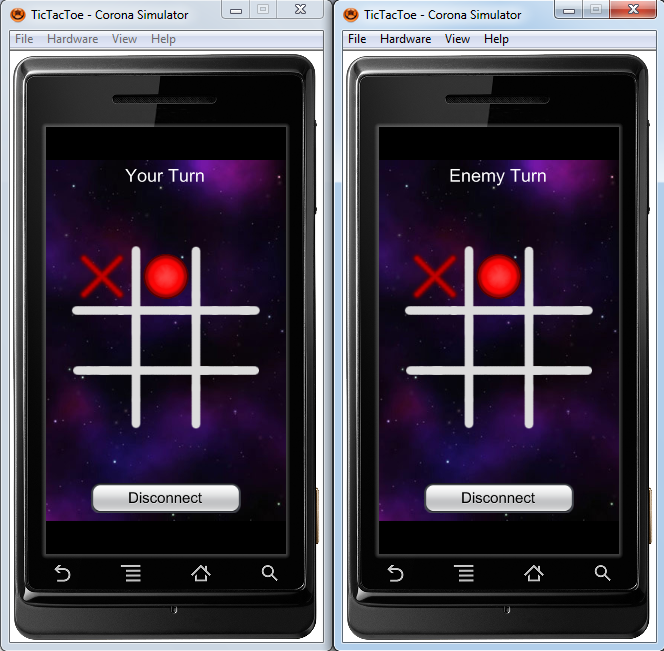 TicTacToe - Corona Simulator
File Hardware View Help
Your Turn
Disconnect
TicTacToe - Corona Simulator
File Hardware View Help
Enemy Turn
Disconnect